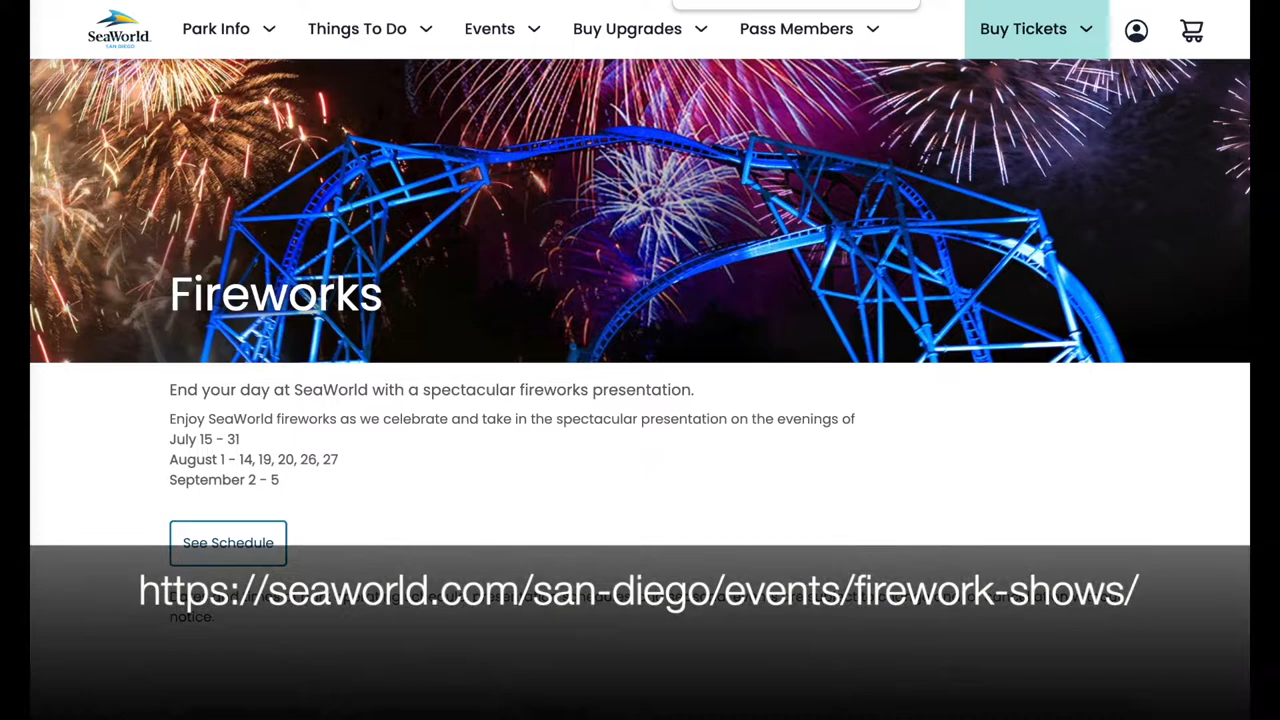 SeaWorld.
SAN DIEGO
Park Info
Things To Do
Events
Buy Upgrades
Pass Members
Buy Tickets
Fireworks
End your day at SeaWorld with a spectacular fireworks presentation.
Enjoy SeaWorld fireworks as we celebrate and take in the spectacular presentation on the evenings of
July 15 - 31
August 1 - 14, 19, 20, 26, 27
September 2 - 5
See Schedule
https://seaworld.com/san-diego/events/firework-shows/
notice.